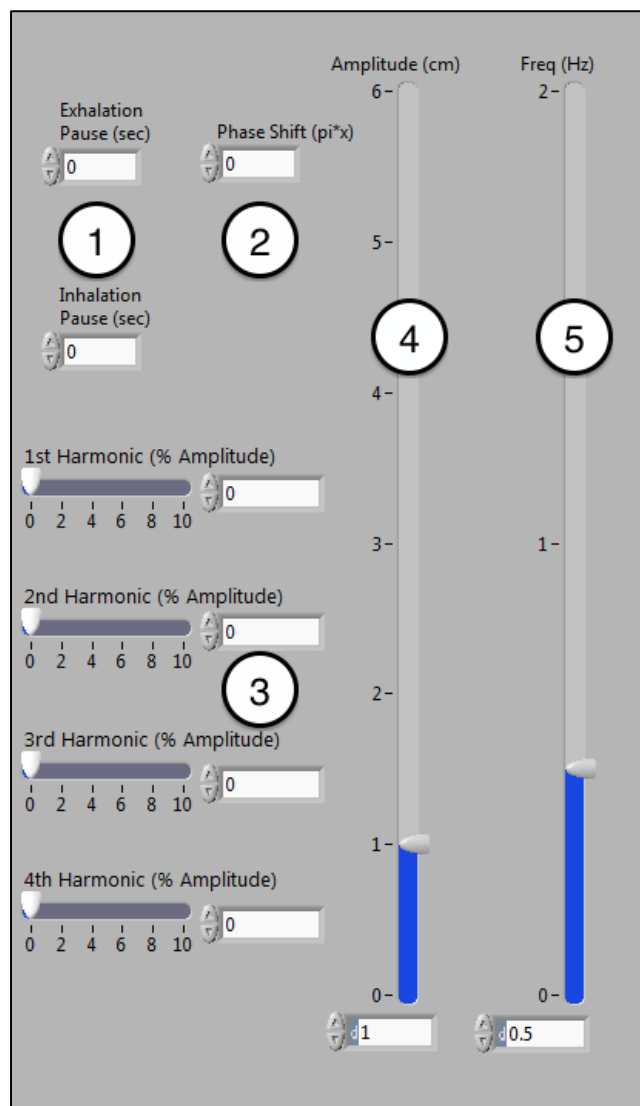 Amplitude (cm)
Freq (Hz)
6
2
Exhalation
Pause (sec)
0
Phase Shift (pi*x)
0
1
2
5
Inhalation
Pause (sec)
0
4
5
4
1st Harmonic (% Amplitude)
0
0 2 4 6 8 10
3
1
2nd Harmonic (% Amplitude)
0
0 2 4 6 8 10
3
2
3rd Harmonic (% Amplitude)
0
0 2 4 6 8 10
1
4th Harmonic (% Amplitude)
0
0 2 4 6 8 10
0
0
d 1
d 0.5